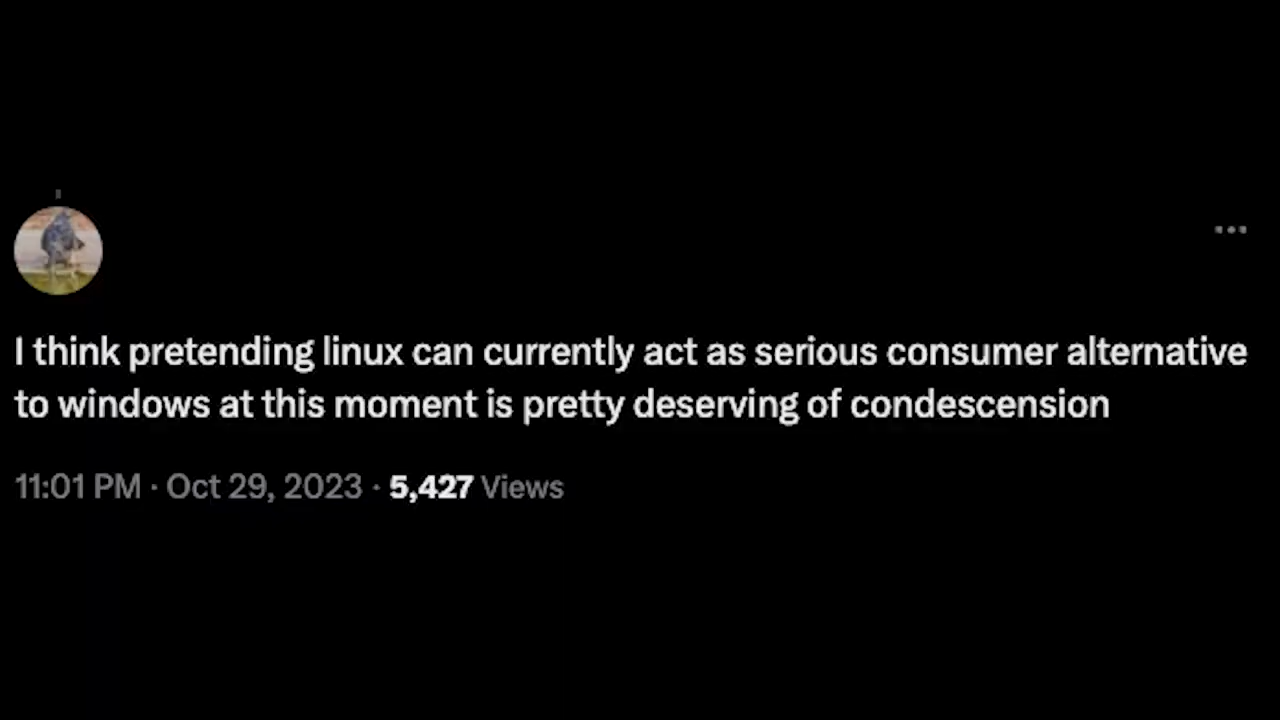 I think pretending linux can currently act as serious consumer alternative
to windows at this moment is pretty deserving of condescension
11:01 PM · Oct 29, 2023 · 5,427 Views